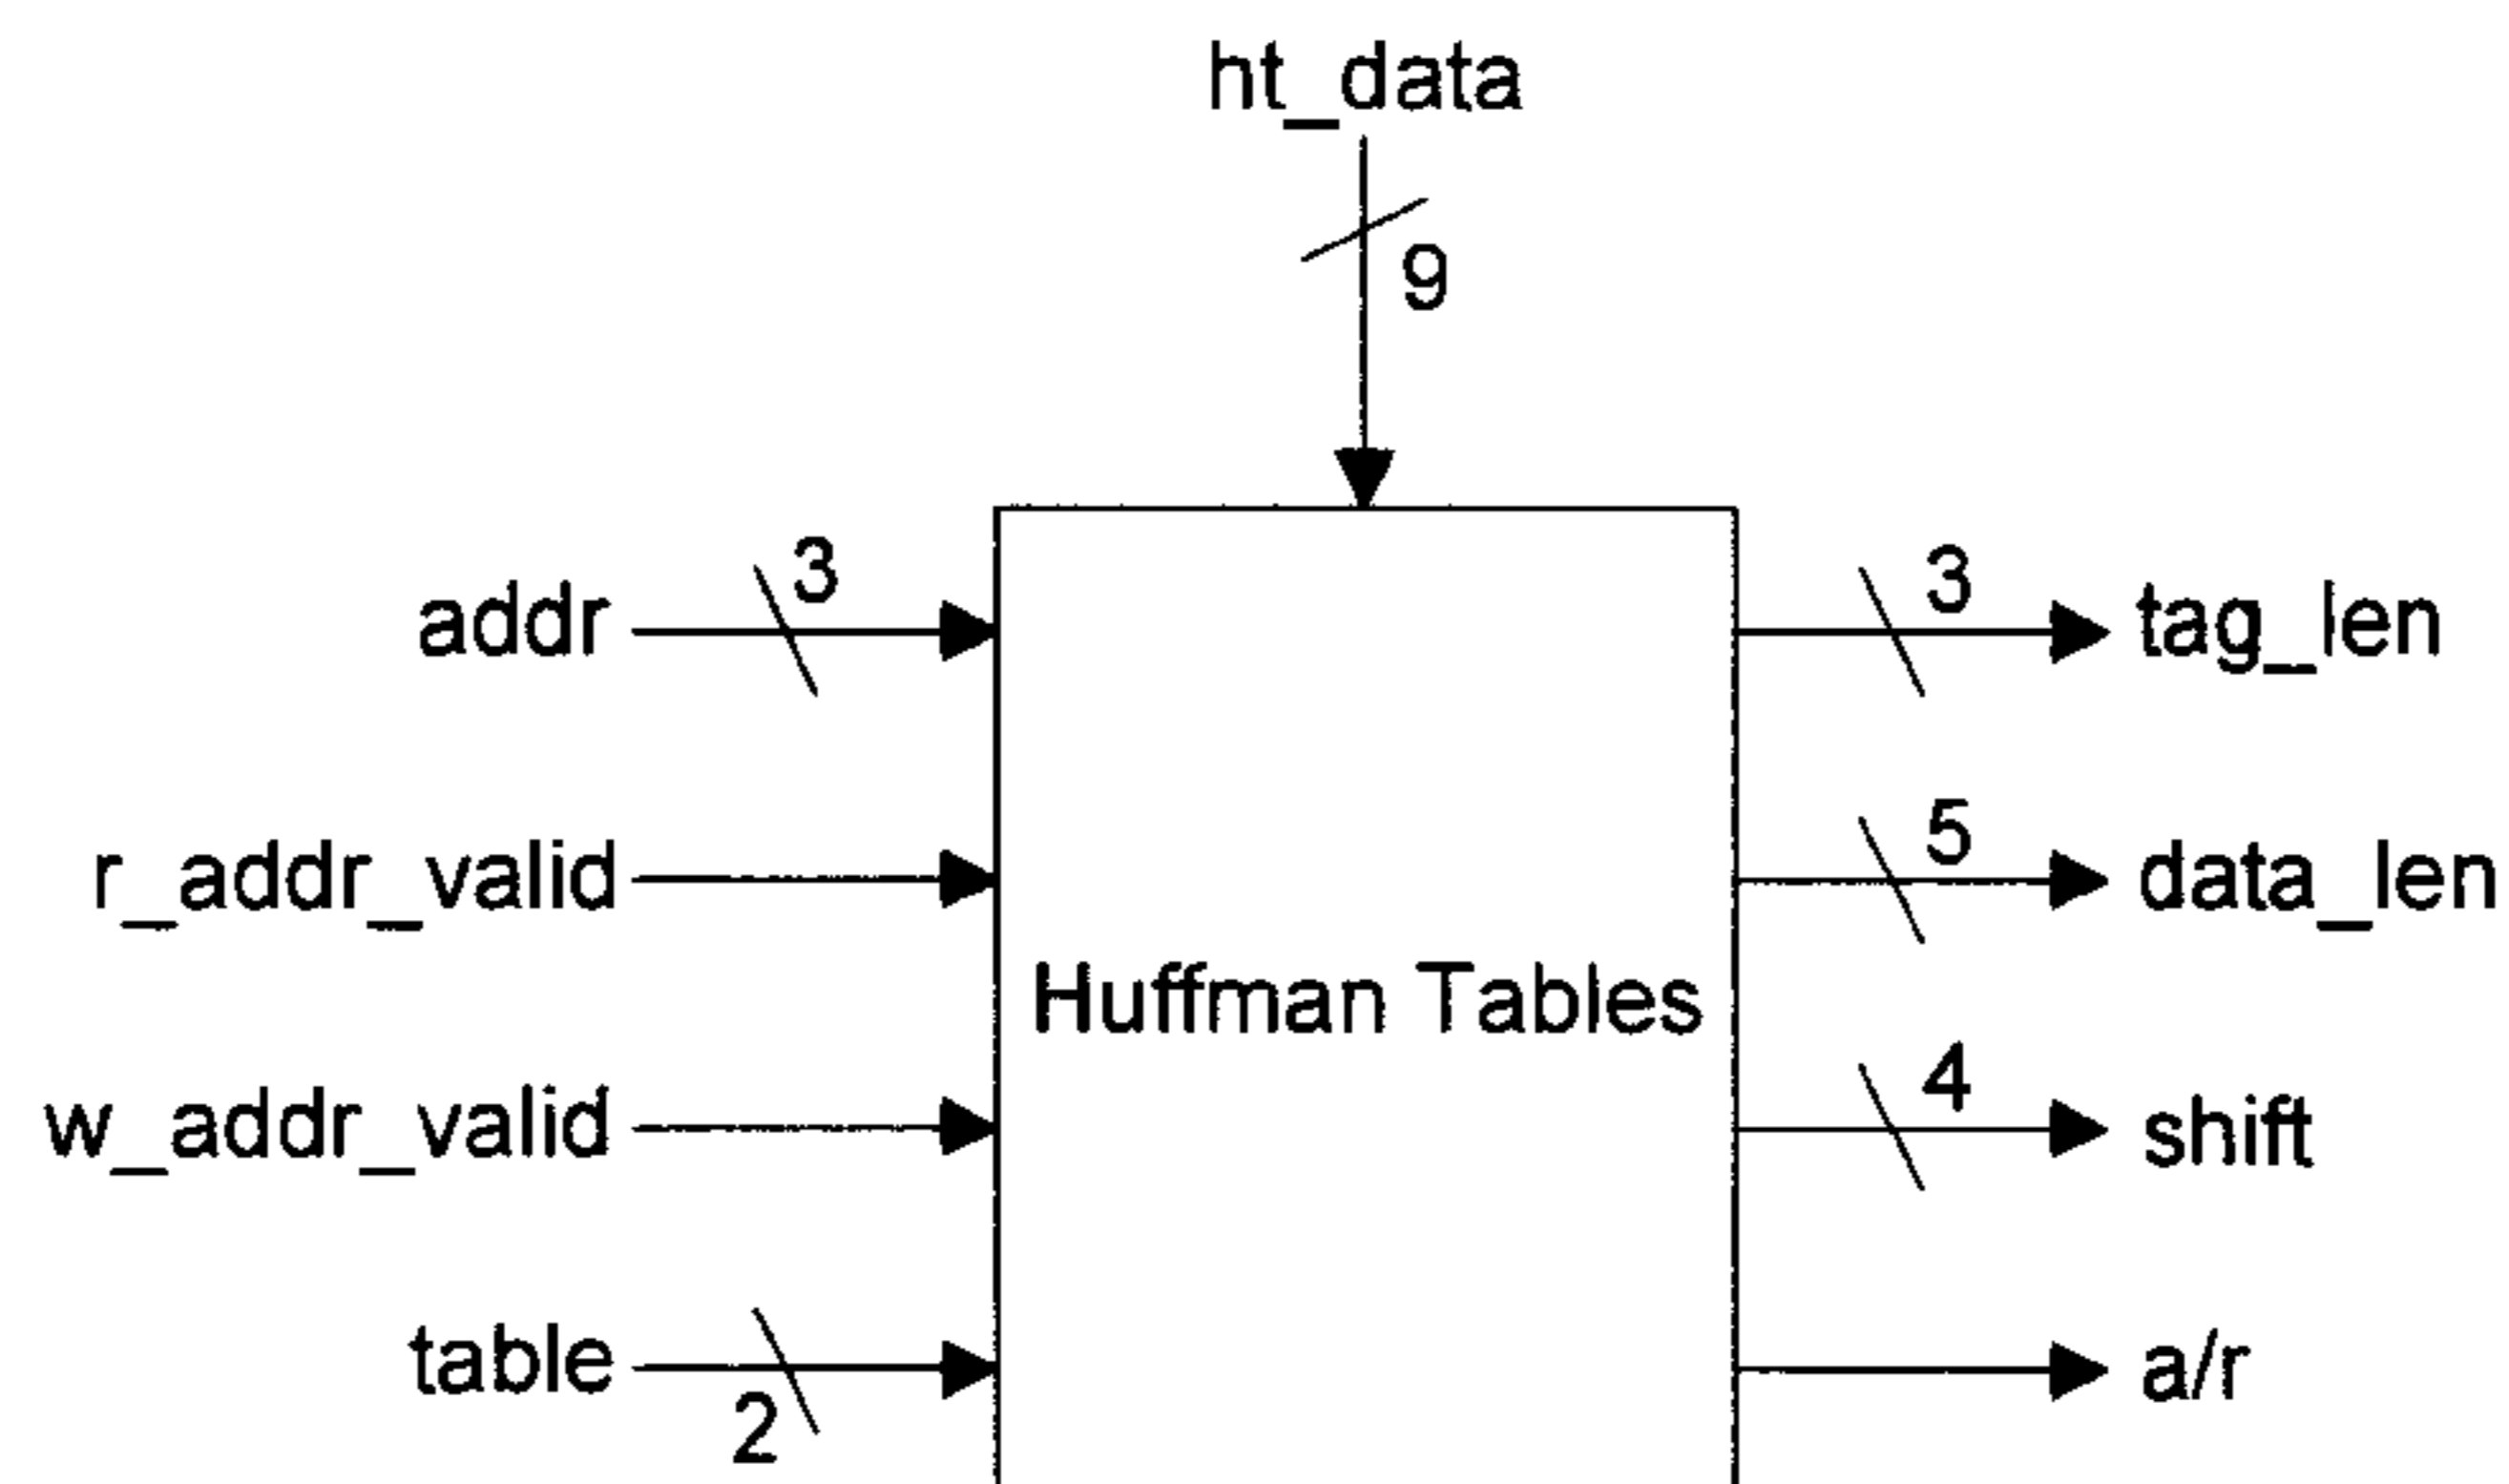 ht_data
9
addr
3
3
tag_len
r_addr_valid
5
data_len
Huffman Tables
w_addr_valid
4
shift
table
2
a/r